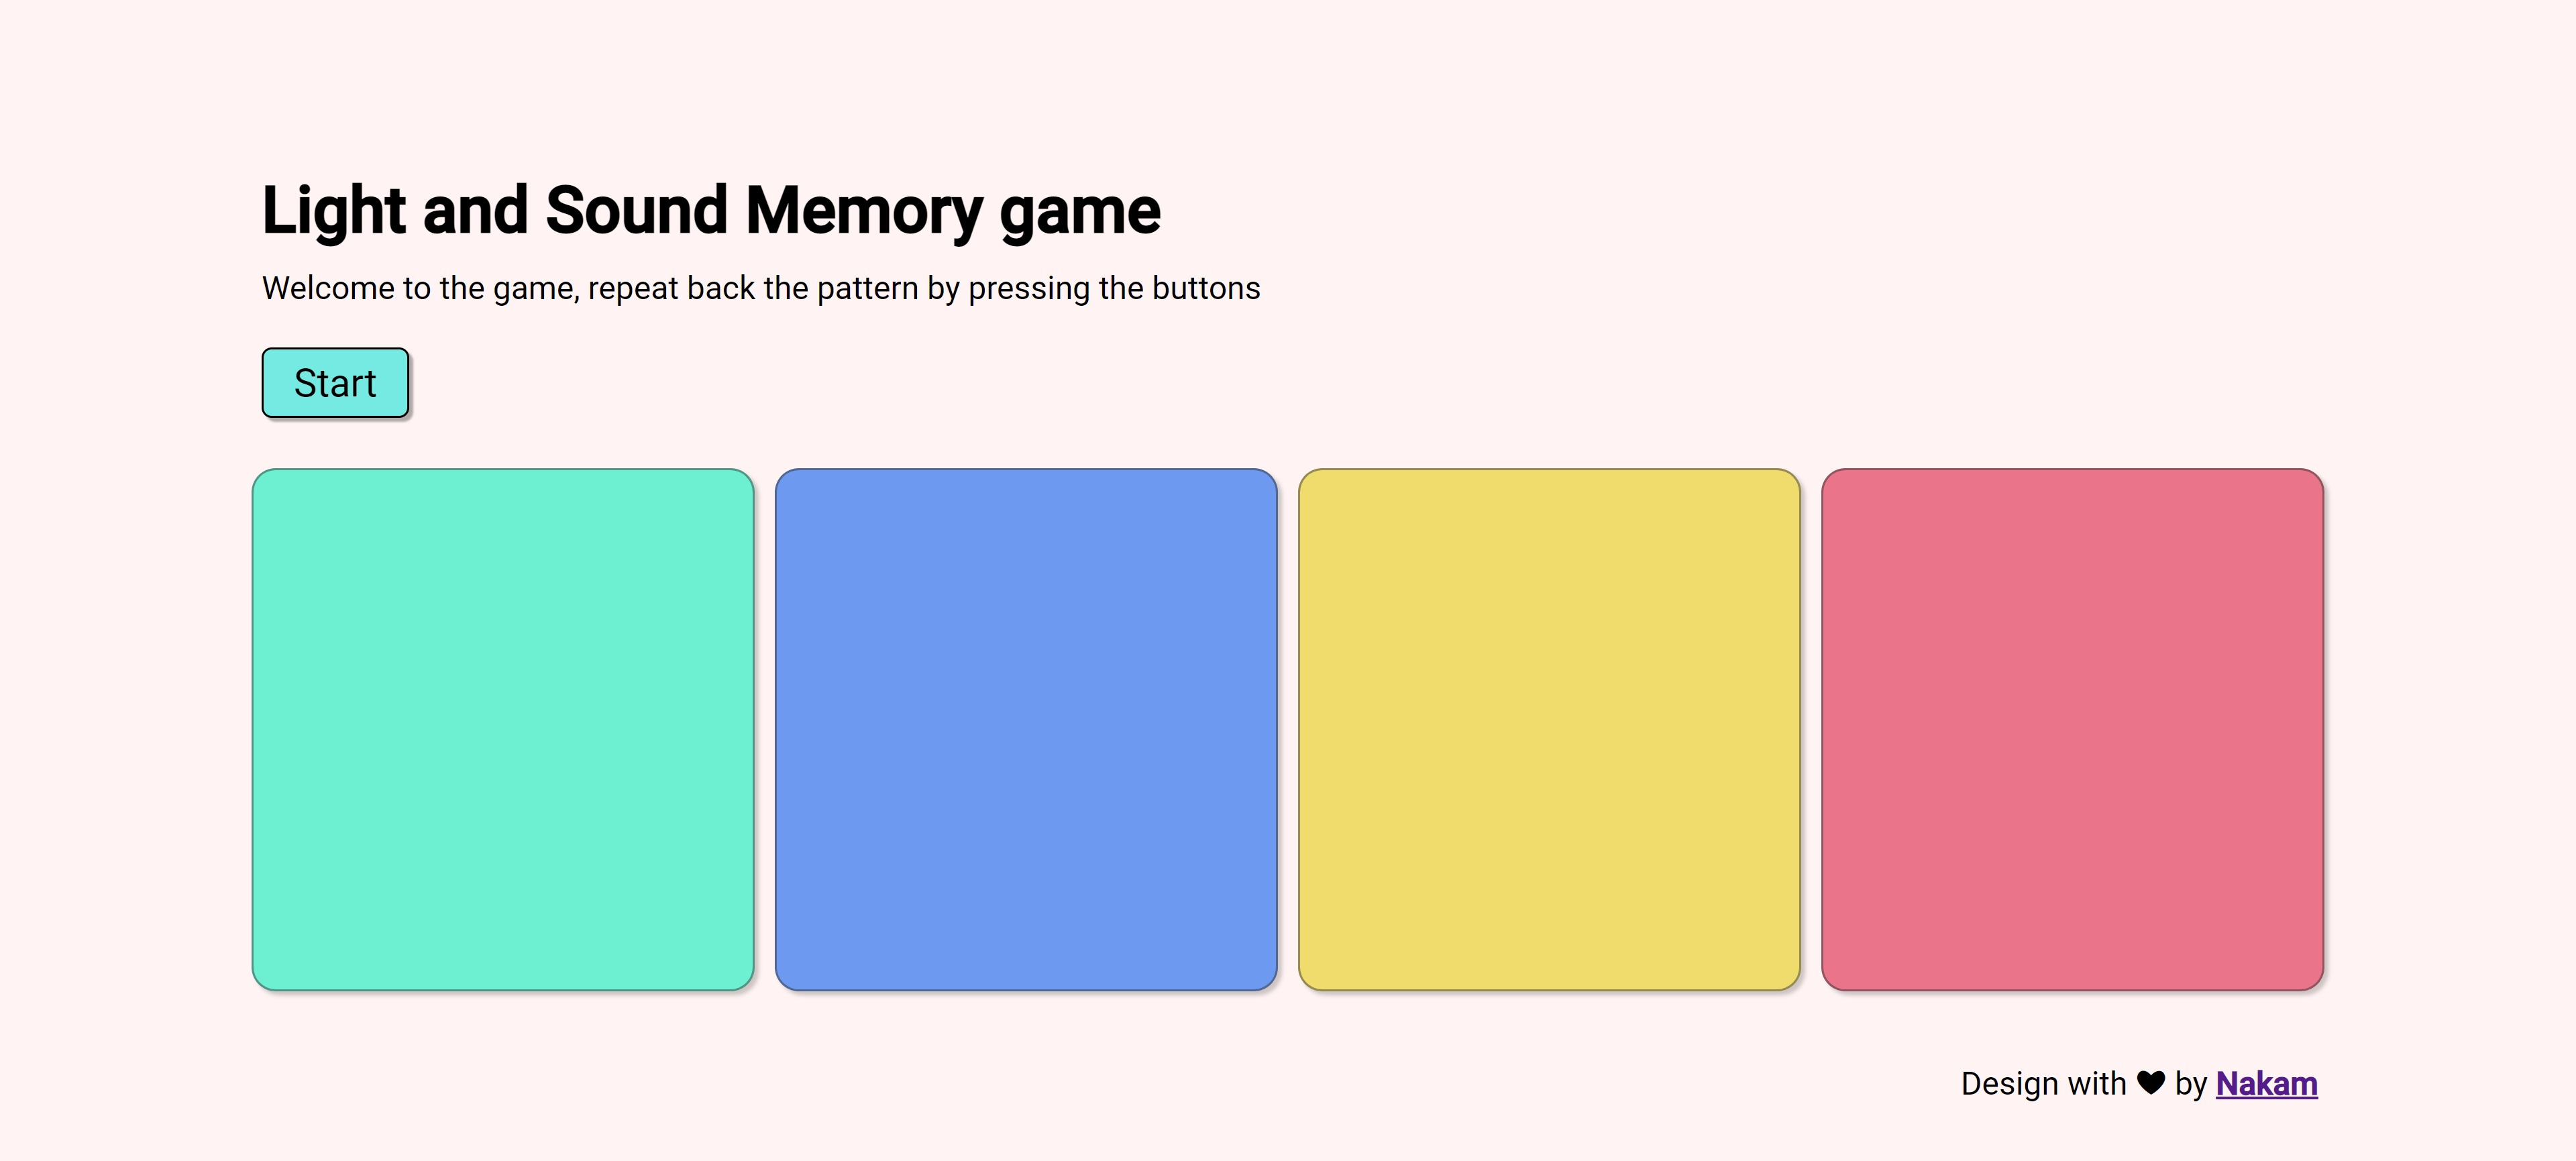 Light and Sound Memory game
Welcome to the game, repeat back the pattern by pressing the buttons
Start
Design with ♥ by Nakam